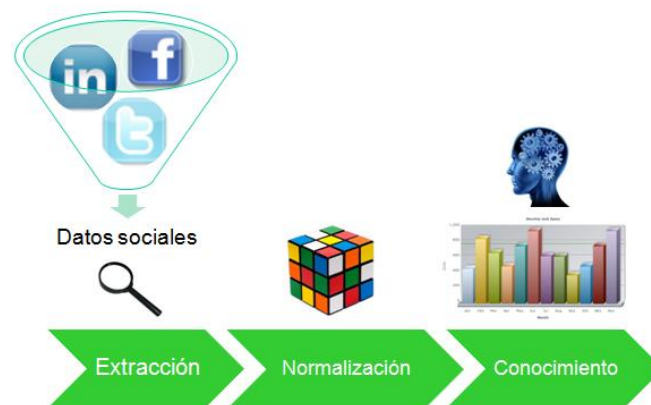 in
f
t
Datos sociales
Extracción
Normalización
Conocimiento